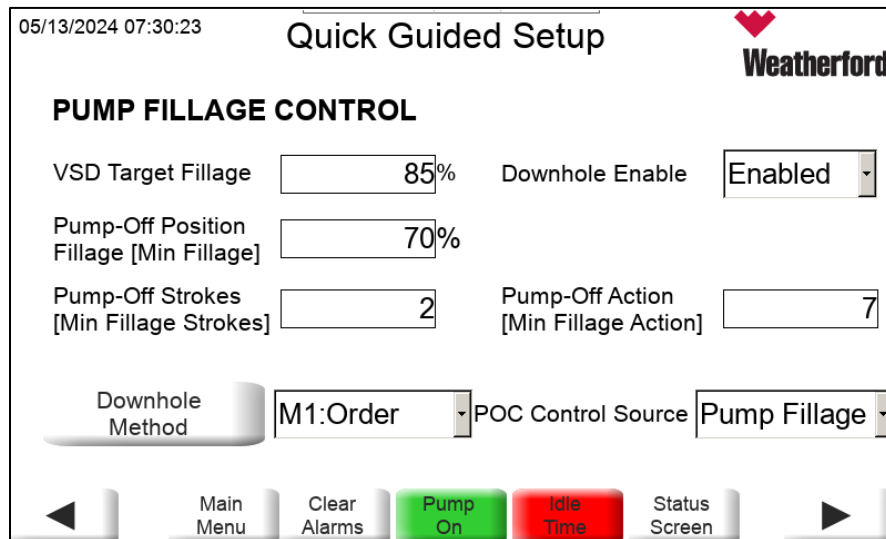 05/13/2024 07:30:23
Quick Guided Setup
Weatherford
PUMP FILLAGE CONTROL
VSD Target Fillage
85%
Downhole Enable
Enabled
Pump-Off Position
Fillage [Min Fillage]
70%
Pump-Off Strokes
[Min Fillage Strokes]
2
Pump-Off Action
[Min Fillage Action]
7
Downhole
Method
M1:Order
POC Control Source
Pump Fillage
Main
Menu
Clear
Alarms
Pump
On
Idle
Time
Status
Screen